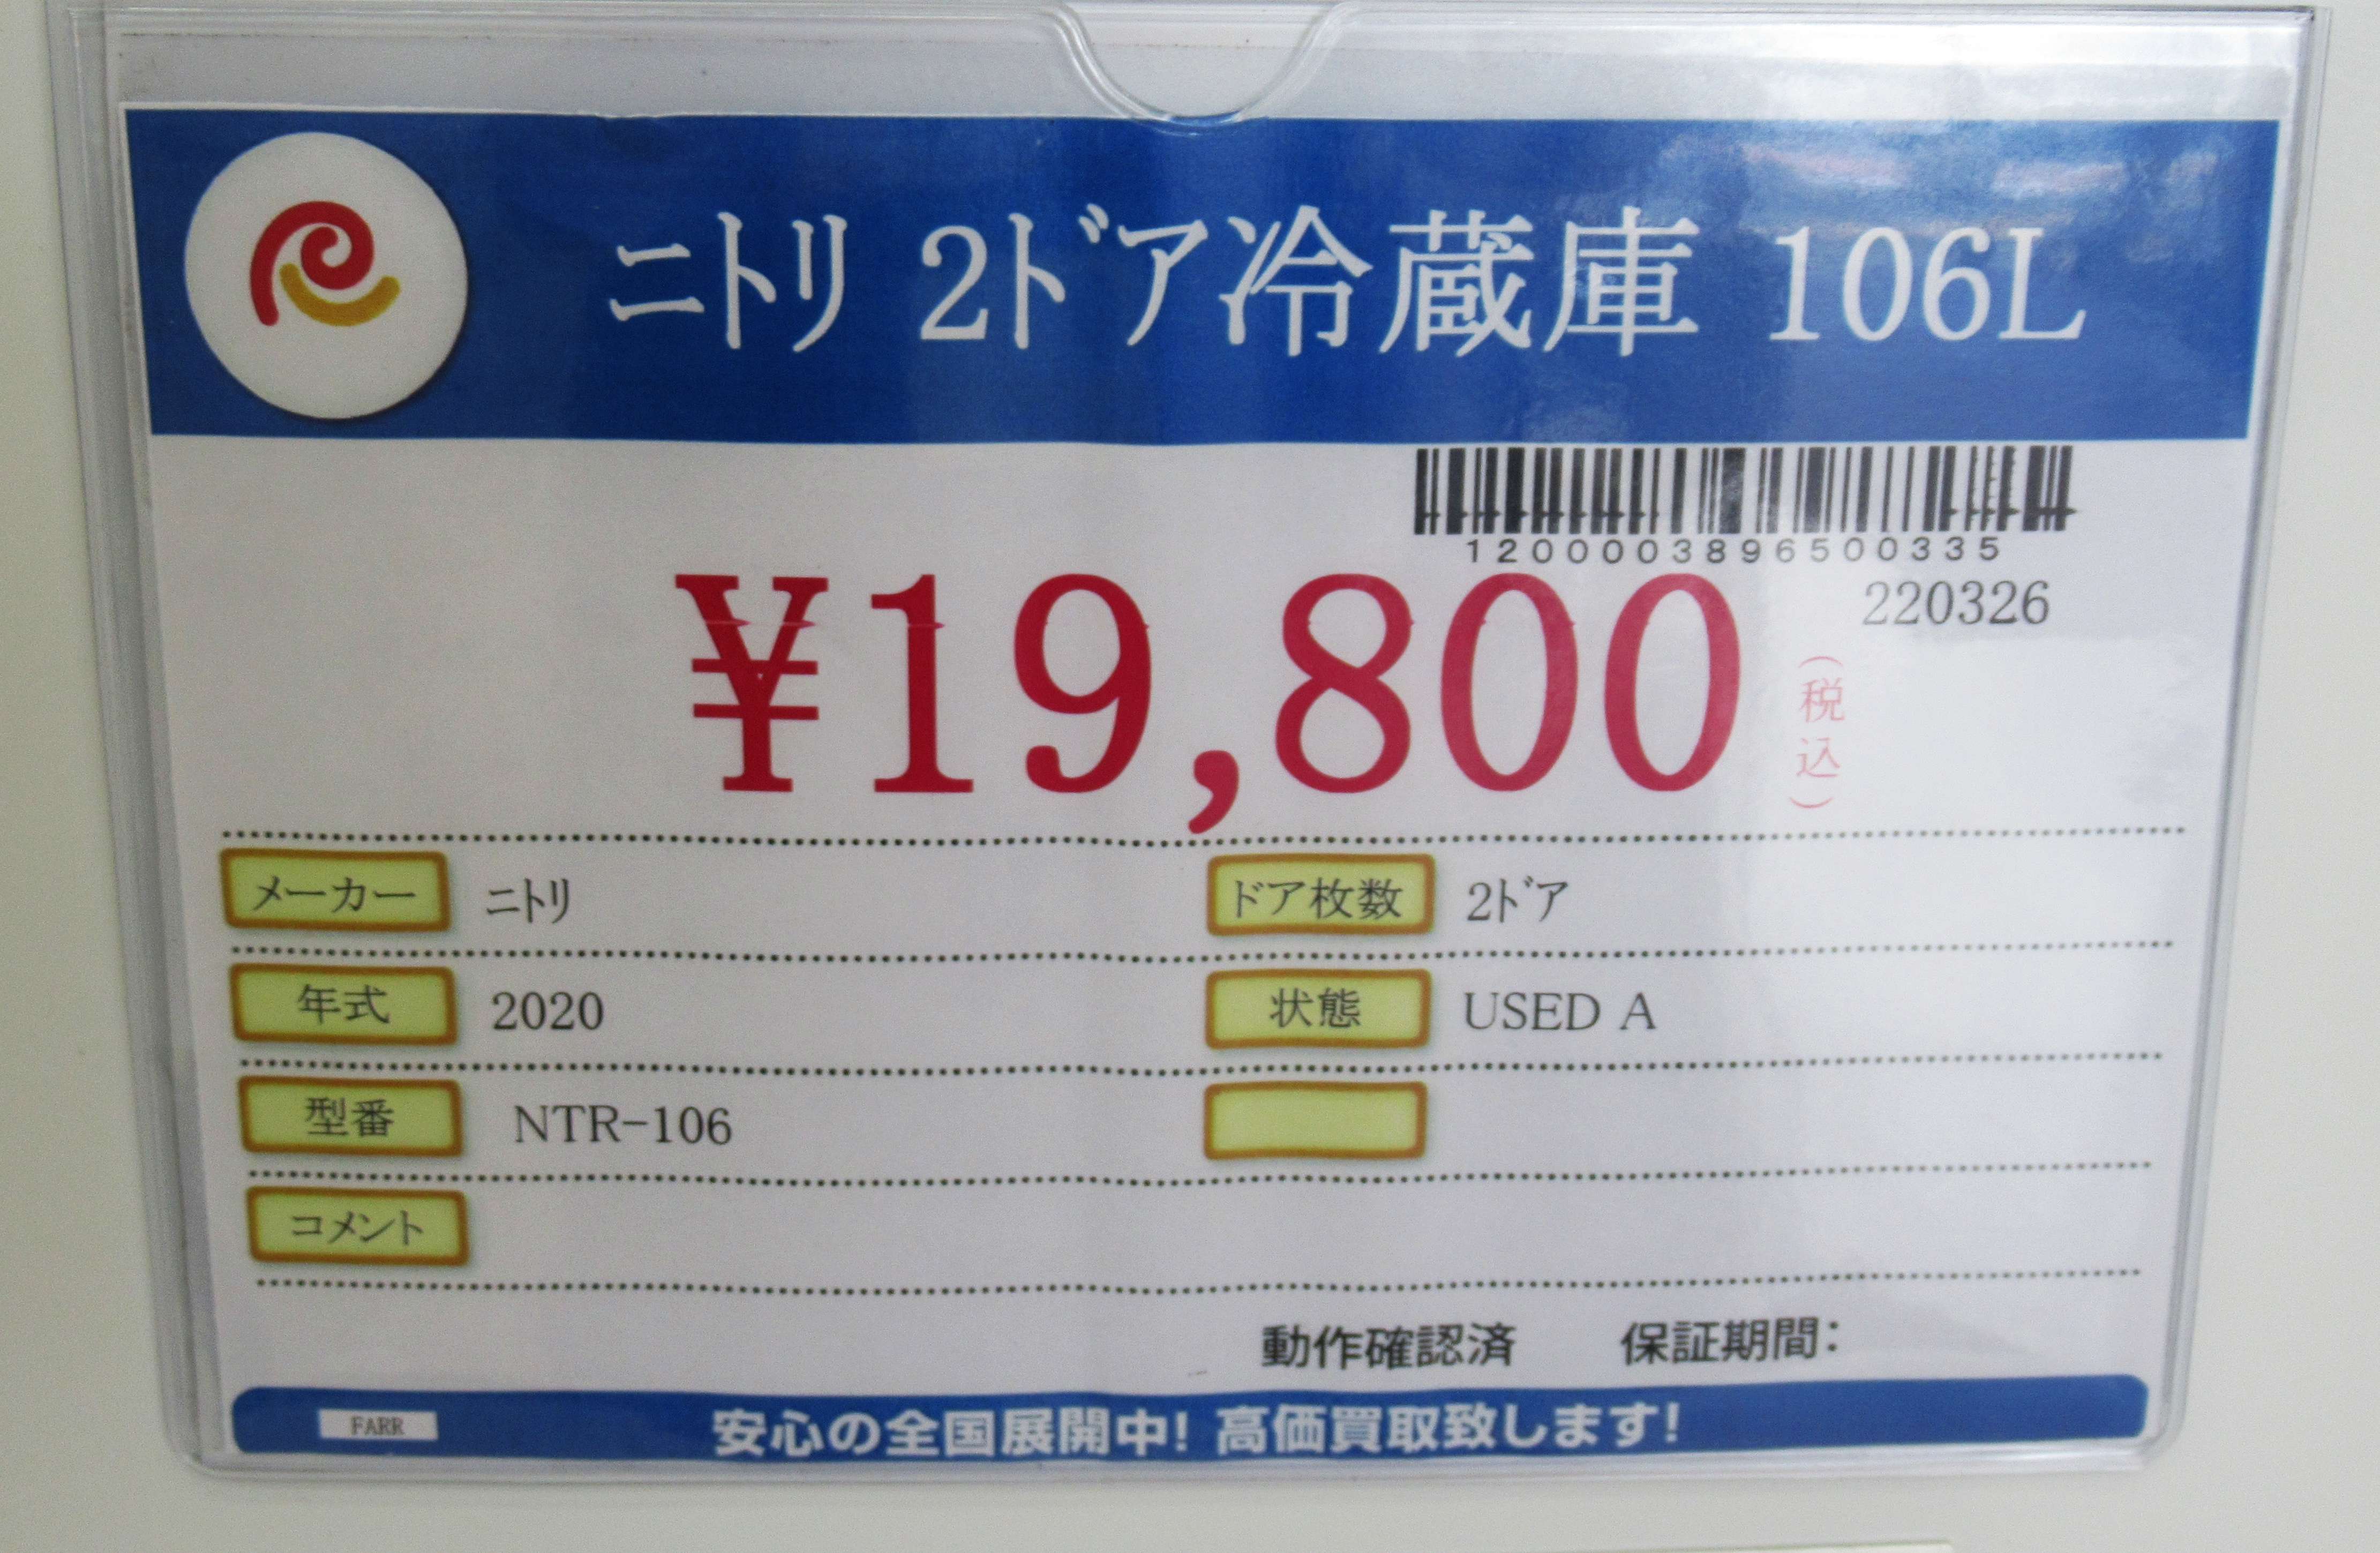 ﾆﾄﾘ 2ﾄﾞｱ冷蔵庫 106L
1200003896500335
220326
¥19,800 (税込)
メーカー ﾆﾄﾘ ドア枚数 2ﾄﾞｱ
年式 2020 状態 USED A
型番 NTR-106
コメント
動作確認済 保証期間：
FARR 安心の全国展開中! 高価買取致します!